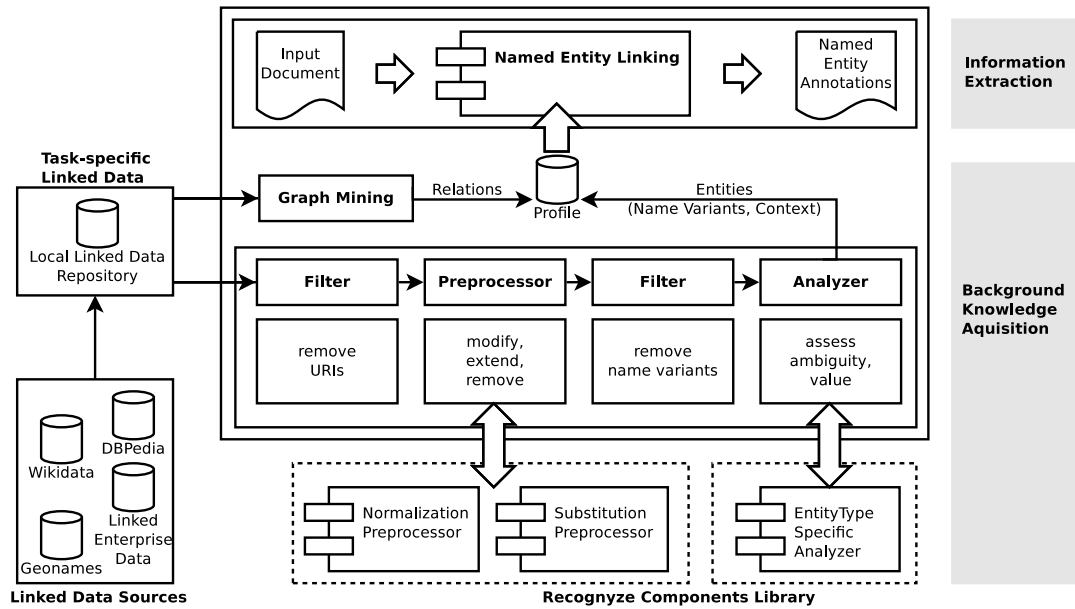 Input
Document
Named Entity Linking
Named
Entity
Annotations
Information
Extraction
Task-specific
Linked Data
Local Linked Data
Repository
Graph Mining
Relations
Profile
Entities
(Name Variants, Context)
Filter
Preprocessor
Filter
Analyzer
remove
URIs
modify,
extend,
remove
remove
name variants
assess
ambiguity,
value
Background
Knowledge
Aquisition
Wikidata
DBPedia
Geonames
Linked
Enterprise
Data
Linked Data Sources
Normalization
Preprocessor
Substitution
Preprocessor
EntityType
Specific
Analyzer
Recognyze Components Library